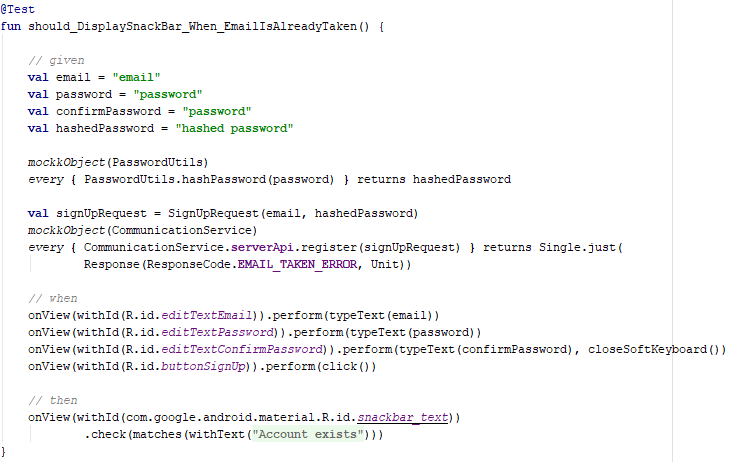 @Test
fun should_DisplaySnackBar_When_EmailIsAlreadyTaken() {
// given
val email = "email"
val password = "password"
val confirmPassword = "password"
val hashedPassword = "hashed password"
mockkObject(PasswordUtils)
every { PasswordUtils.hashPassword(password) } returns hashedPassword
val signUpRequest = SignUpRequest(email, hashedPassword)
mockkObject(CommunicationService)
every { CommunicationService.serverApi.register(signUpRequest) } returns Single.just(
Response(ResponseCode.EMAIL_TAKEN_ERROR, Unit))
// when
onView(withId(R.id.editTextEmail)).perform(typeText(email))
onView(withId(R.id.editTextPassword)).perform(typeText(password))
onView(withId(R.id.editTextConfirmPassword)).perform(typeText(confirmPassword), closeSoftKeyboard())
onView(withId(R.id.buttonSignUp)).perform(click())
// then
onView(withId(com.google.android.material.R.id.snackbar_text))
.check(matches(withText("Account exists")))
}